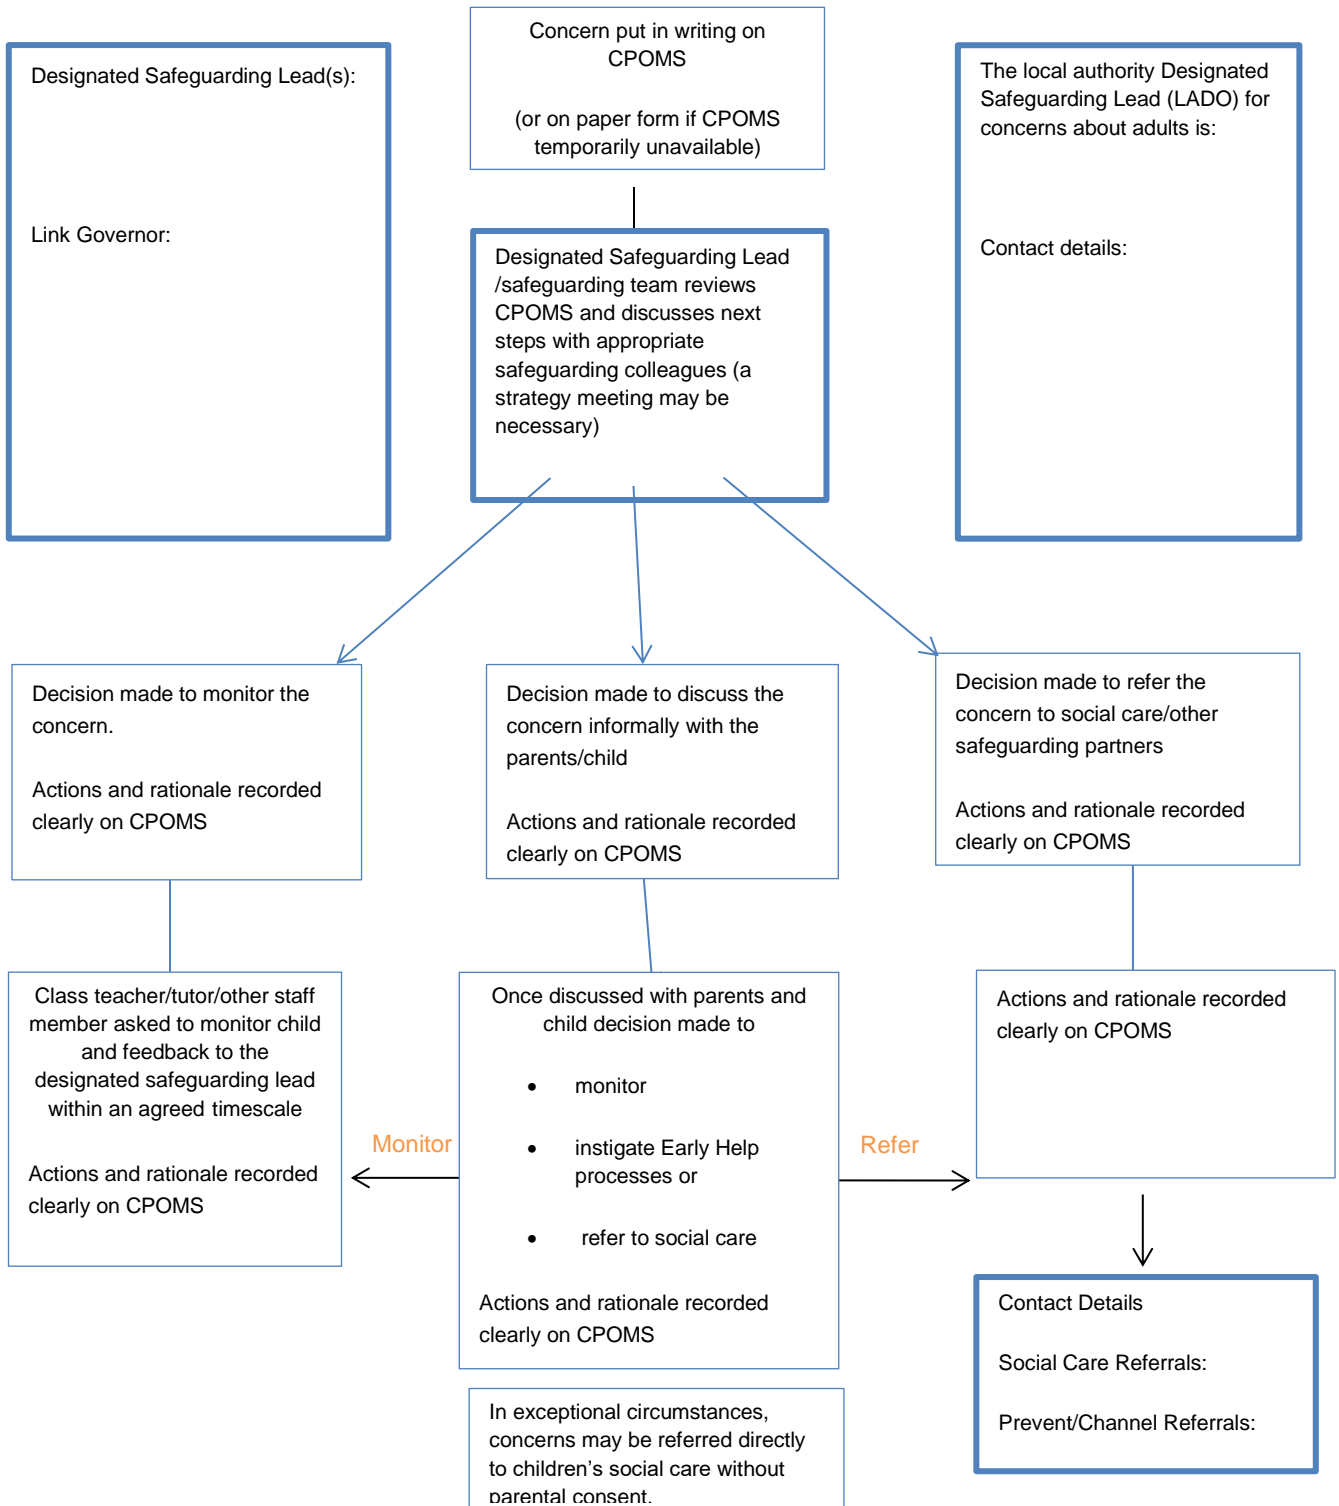 Concern put in writing on
CPOMS
(or on paper form if CPOMS
temporarily unavailable)
Designated Safeguarding Lead(s):
Link Governor:
The local authority Designated
Safeguarding Lead (LADO) for
concerns about adults is:
Contact details:
Designated Safeguarding Lead
/safeguarding team reviews
CPOMS and discusses next
steps with appropriate
safeguarding colleagues (a
strategy meeting may be
necessary)
Decision made to monitor the
concern.
Actions and rationale recorded
clearly on CPOMS
Decision made to discuss the
concern informally with the
parents/child
Actions and rationale recorded
clearly on CPOMS
Decision made to refer the
concern to social care/other
safeguarding partners
Actions and rationale recorded
clearly on CPOMS
Class teacher/tutor/other staff
member asked to monitor child
and feedback to the
designated safeguarding lead
within an agreed timescale
Actions and rationale recorded
clearly on CPOMS
Monitor
Once discussed with parents and
child decision made to
• monitor
• instigate Early Help
processes or
• refer to social care
Actions and rationale recorded
clearly on CPOMS
Refer
Actions and rationale recorded
clearly on CPOMS
Contact Details
Social Care Referrals:
Prevent/Channel Referrals:
In exceptional circumstances,
concerns may be referred directly
to children’s social care without
parental consent.